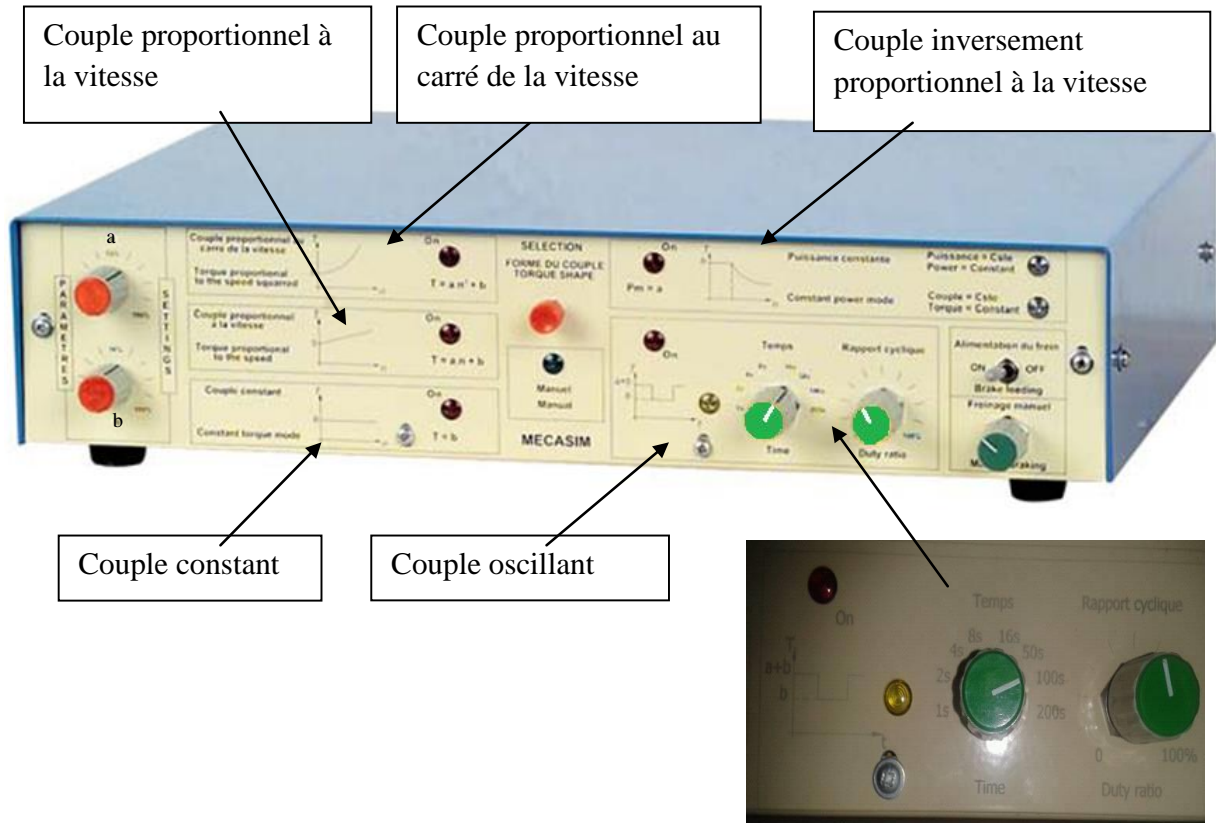 Couple proportionnel à
la vitesse
Couple proportionnel au
carré de la vitesse
Couple inversement
proportionnel à la vitesse
a
b
PARAMETRES
SETTINGS
Couple proportionnel au
carré de la vitesse
Torque proportional
to the speed squarred
On
Couple proportionnel
à la vitesse
Torque proportional
to the speed
On
T = a.n + b
Couple constant
Constant torque mode
On
T = b
SELECTION
FORME DU COUPLE
TORQUE SHAPE
Manuel
Manual
MECASIM
On
Pm = a
Puissance constante
Constant power mode
Puissance = Cste
Power = Constant
Couple = Cste
Torque = Constant
On
a+b
b
Temps
Time
Rapport cyclique
100%
Duty ratio
Alimentation du frein
ON
OFF
Brake feeding
Freinage manuel
Couple constant
Couple oscillant
On
T
a+b
b
t
Temps
1s
2s
4s
8s
16s
50s
100s
200s
Time
Rapport cyclique
0
100%
Duty ratio